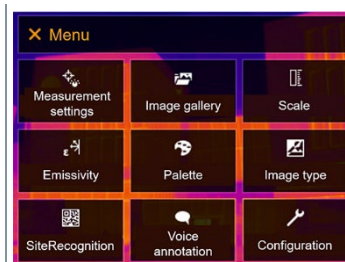 Menu
Measurement
settings
Image gallery
Scale
Emissivity
Palette
Image type
SiteRecognition
Voice
annotation
Configuration